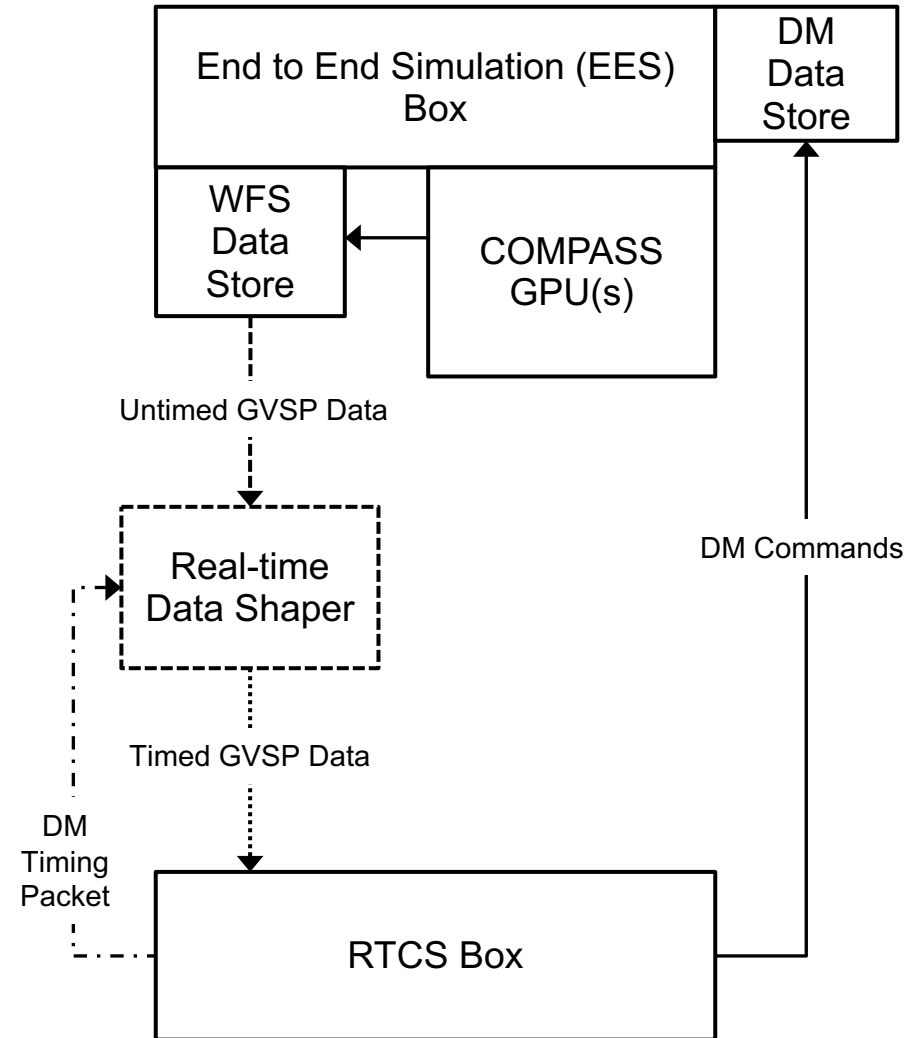 End to End Simulation (EES)
Box
DM
Data
Store
WFS
Data
Store
COMPASS
GPU(s)
Untimed GVSP Data
Real-time
Data Shaper
DM Commands
Timed GVSP Data
DM
Timing
Packet
RTCS Box